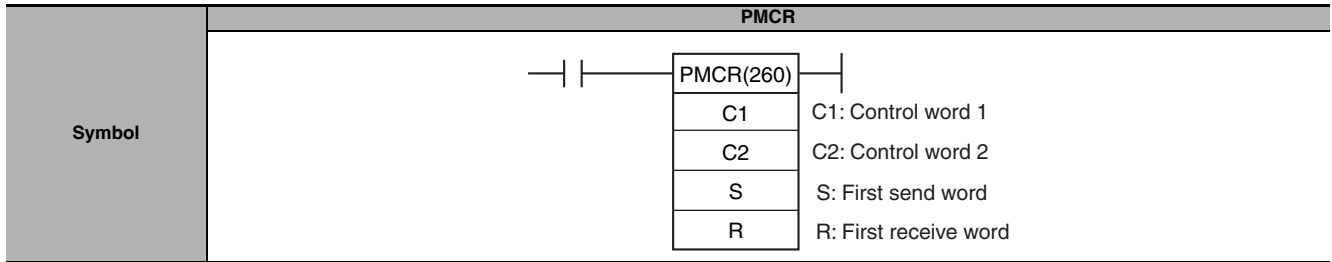 PMCR
Symbol
PMCR(260)
C1 C1: Control word 1
C2 C2: Control word 2
S S: First send word
R R: First receive word